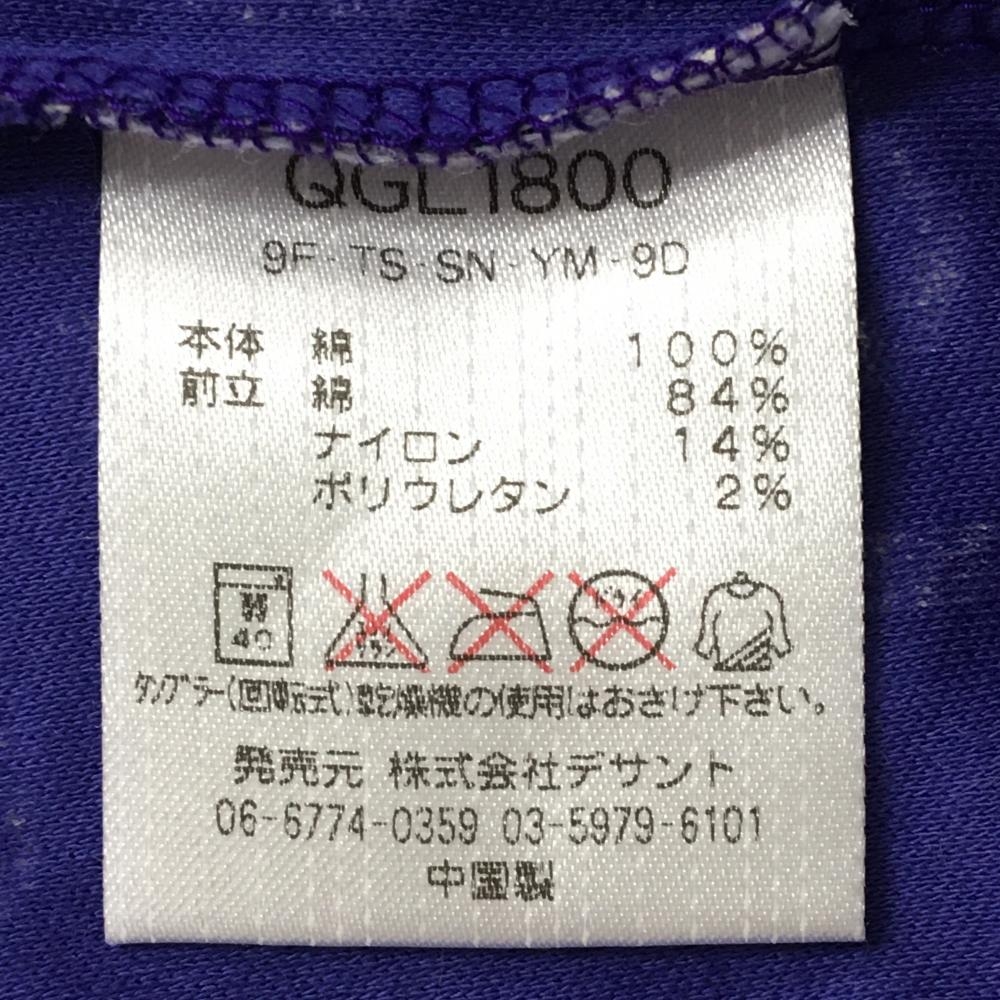 QGL1800
9F-TS-SN-YM-9D
本体 綿 100%
前立 綿 84%
ナイロン 14%
ポリウレタン 2%
弱
40
タンブラー(回転式)乾燥機の使用はおさけ下さい。
発売元 株式会社デサント
06-6774-0359 03-5979-6101
中国製